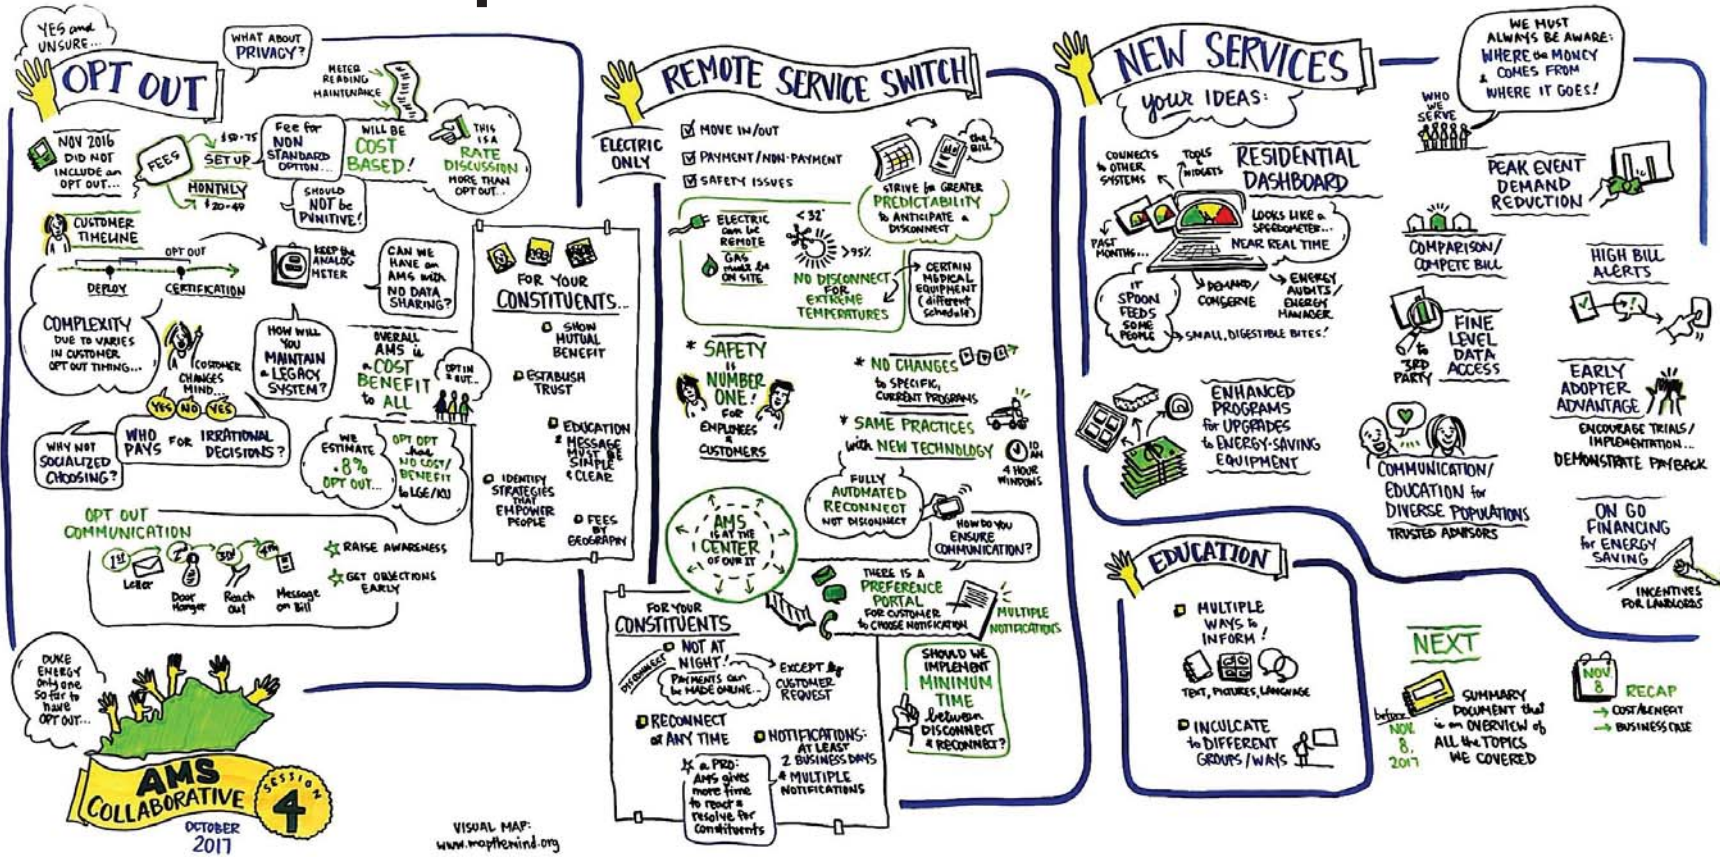 YES and
UNSURE...
WHAT ABOUT
PRIVACY?
OPT OUT
METER
READING
MAINTENANCE
NOV 2016
DID NOT
INCLUDE an
OPT OUT...
FEES
SET UP
MONTHLY
$20-49
Fee for
NON
STANDARD
OPTION...
SHOULD
NOT be
PUNITIVE!
WILL BE
COST
BASED!
THIS
IS A
RATE
DISCUSSION
MORE THAN
OPT OUT...
CUSTOMER
TIMELINE
OPT OUT
DEPLOY
CERTIFICATION
KEEP the
ANALOG
METER
CAN WE
HAVE an
AMS with
NO DATA
SHARING?
COMPLEXITY
DUE to VARIES
IN CUSTOMER
OPT OUT TIMING...
CUSTOMER
CHANGES
MIND...
YES NO YES
HOW WILL
YOU
MAINTAIN
a LEGACY
SYSTEM?
OVERALL
AMS is
a COST
BENEFIT
to ALL
OPT IN
& OUT...
WHY NOT
SOCIALIZED
CHOOSING?
WHO
PAYS for IRRATIONAL
DECISIONS?
WE
ESTIMATE
.8%
OPT OUT...
OPT OPT
has
NO COST/
BENEFIT
to LGE/KU
OPT OUT
COMMUNICATION
1st
Letter
2nd
Door
Hanger
3rd
Reach
out
4th
Message
on Bill
RAISE AWARENESS
GET OBJECTIONS
EARLY
FOR YOUR
CONSTITUENTS...
SHOW
MUTUAL
BENEFIT
ESTABLISH
TRUST
EDUCATION
& MESSAGE
MUST BE
SIMPLE
& CLEAR
IDENTIFY
STRATEGIES
THAT
EMPOWER
PEOPLE
FEES
BY
GEOGRAPHY
DUKE
ENERGY
only one
so far to
have
OPT OUT...
AMS
COLLABORATIVE
SESSION
4
OCTOBER
2017
VISUAL MAP:
www.mapthemind.org
REMOTE SERVICE SWITCH
ELECTRIC
ONLY
MOVE IN/OUT
PAYMENT/NON-PAYMENT
SAFETY ISSUES
the
BILL
STRIVE for GREATER
PREDICTABILITY
to ANTICIPATE a
DISCONNECT
ELECTRIC
can be
REMOTE
GAS
must be
ON SITE
<32°
>95%
NO DISCONNECT
FOR
EXTREME
TEMPERATURES
CERTAIN
MEDICAL
EQUIPMENT
(different
schedule)
* SAFETY
IS
NUMBER
ONE!
FOR
EMPLOYEES
&
CUSTOMERS
* NO CHANGES
to SPECIFIC,
CURRENT PROGRAMS
* SAME PRACTICES
with NEW TECHNOLOGY
4 HOUR
WINDOWS
FULLY
AUTOMATED
RECONNECT
NOT DISCONNECT
HOW DO YOU
ENSURE
COMMUNICATION?
AMS
IS AT THE
CENTER
OF OUR IT
THERE IS A
PREFERENCE
PORTAL
FOR CUSTOMER
to CHOOSE NOTIFICATION
MULTIPLE
NOTIFICATIONS
FOR YOUR
CONSTITUENTS
DISCONNECT
NOT AT
NIGHT!
PAYMENTS can
be MADE ONLINE...
EXCEPT by
CUSTOMER
REQUEST
RECONNECT
at ANY TIME
NOTIFICATIONS:
AT LEAST
2 BUSINESS DAYS
& MULTIPLE
NOTIFICATIONS
a PRO:
AMS gives
more time
to react &
resolve for
constituents
SHOULD WE
IMPLEMENT
MINIMUM
TIME
between
DISCONNECT
& RECONNECT?
NEW SERVICES
your IDEAS:
WE MUST
ALWAYS BE AWARE:
WHERE the MONEY
COMES FROM
& WHERE IT GOES!
WHO
WE
SERVE
CONNECTS
to OTHER
SYSTEMS
TOOLS
& WIDGETS
RESIDENTIAL
DASHBOARD
LOOKS LIKE a
SPEEDOMETER...
NEAR REAL TIME
PAST
MONTHS...
IT
SPOON
FEEDS
SOME
PEOPLE
DEMAND/
CONSERVE
ENERGY
AUDITS/
ENERGY
MANAGER
SMALL, DIGESTIBLE BITES!
PEAK EVENT
DEMAND
REDUCTION
COMPARISON/
COMPETE BILL
HIGH BILL
ALERTS
FINE
LEVEL
DATA
ACCESS
to
3RD
PARTY
EARLY
ADOPTER
ADVANTAGE
ENCOURAGE TRIALS/
IMPLEMENTATION...
DEMONSTRATE PAYBACK
ENHANCED
PROGRAMS
for UPGRADES
to ENERGY-SAVING
EQUIPMENT
COMMUNICATION/
EDUCATION for
DIVERSE POPULATIONS
TRUSTED ADVISORS
ON GO
FINANCING
for ENERGY
SAVING
INCENTIVES
FOR LANDLORDS
EDUCATION
MULTIPLE
WAYS to
INFORM!
TEXT, PICTURES, LANGUAGE
INCULCATE
to DIFFERENT
GROUPS/WAYS
NEXT
before
NOV.
8,
2017
SUMMARY
DOCUMENT that
is an OVERVIEW of
ALL the TOPICS
WE COVERED
NOV.
8
RECAP
→ COST/BENEFIT
→ BUSINESS CASE